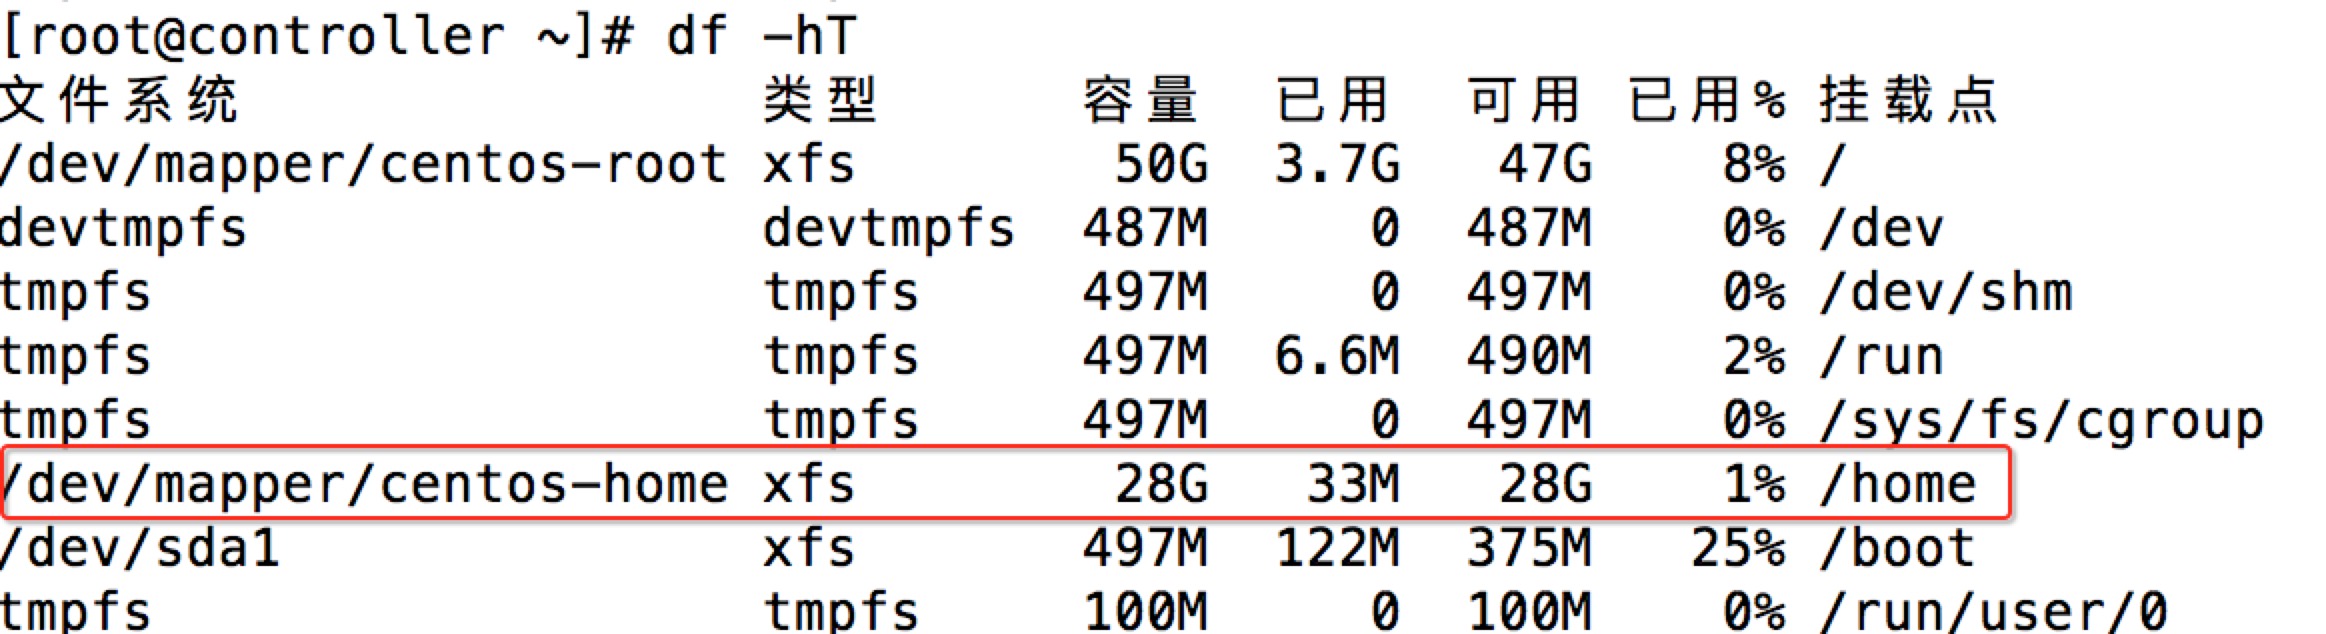 [root@controller ~]# df -hT
文件系统 类型 容量 已用 可用 已用% 挂载点
/dev/mapper/centos-root xfs 50G 3.7G 47G 8% /
devtmpfs devtmpfs 487M 0 487M 0% /dev
tmpfs tmpfs 497M 0 497M 0% /dev/shm
tmpfs tmpfs 497M 6.6M 490M 2% /run
tmpfs tmpfs 497M 0 497M 0% /sys/fs/cgroup
/dev/mapper/centos-home xfs 28G 33M 28G 1% /home
/dev/sda1 xfs 497M 122M 375M 25% /boot
tmpfs tmpfs 100M 0 100M 0% /run/user/0